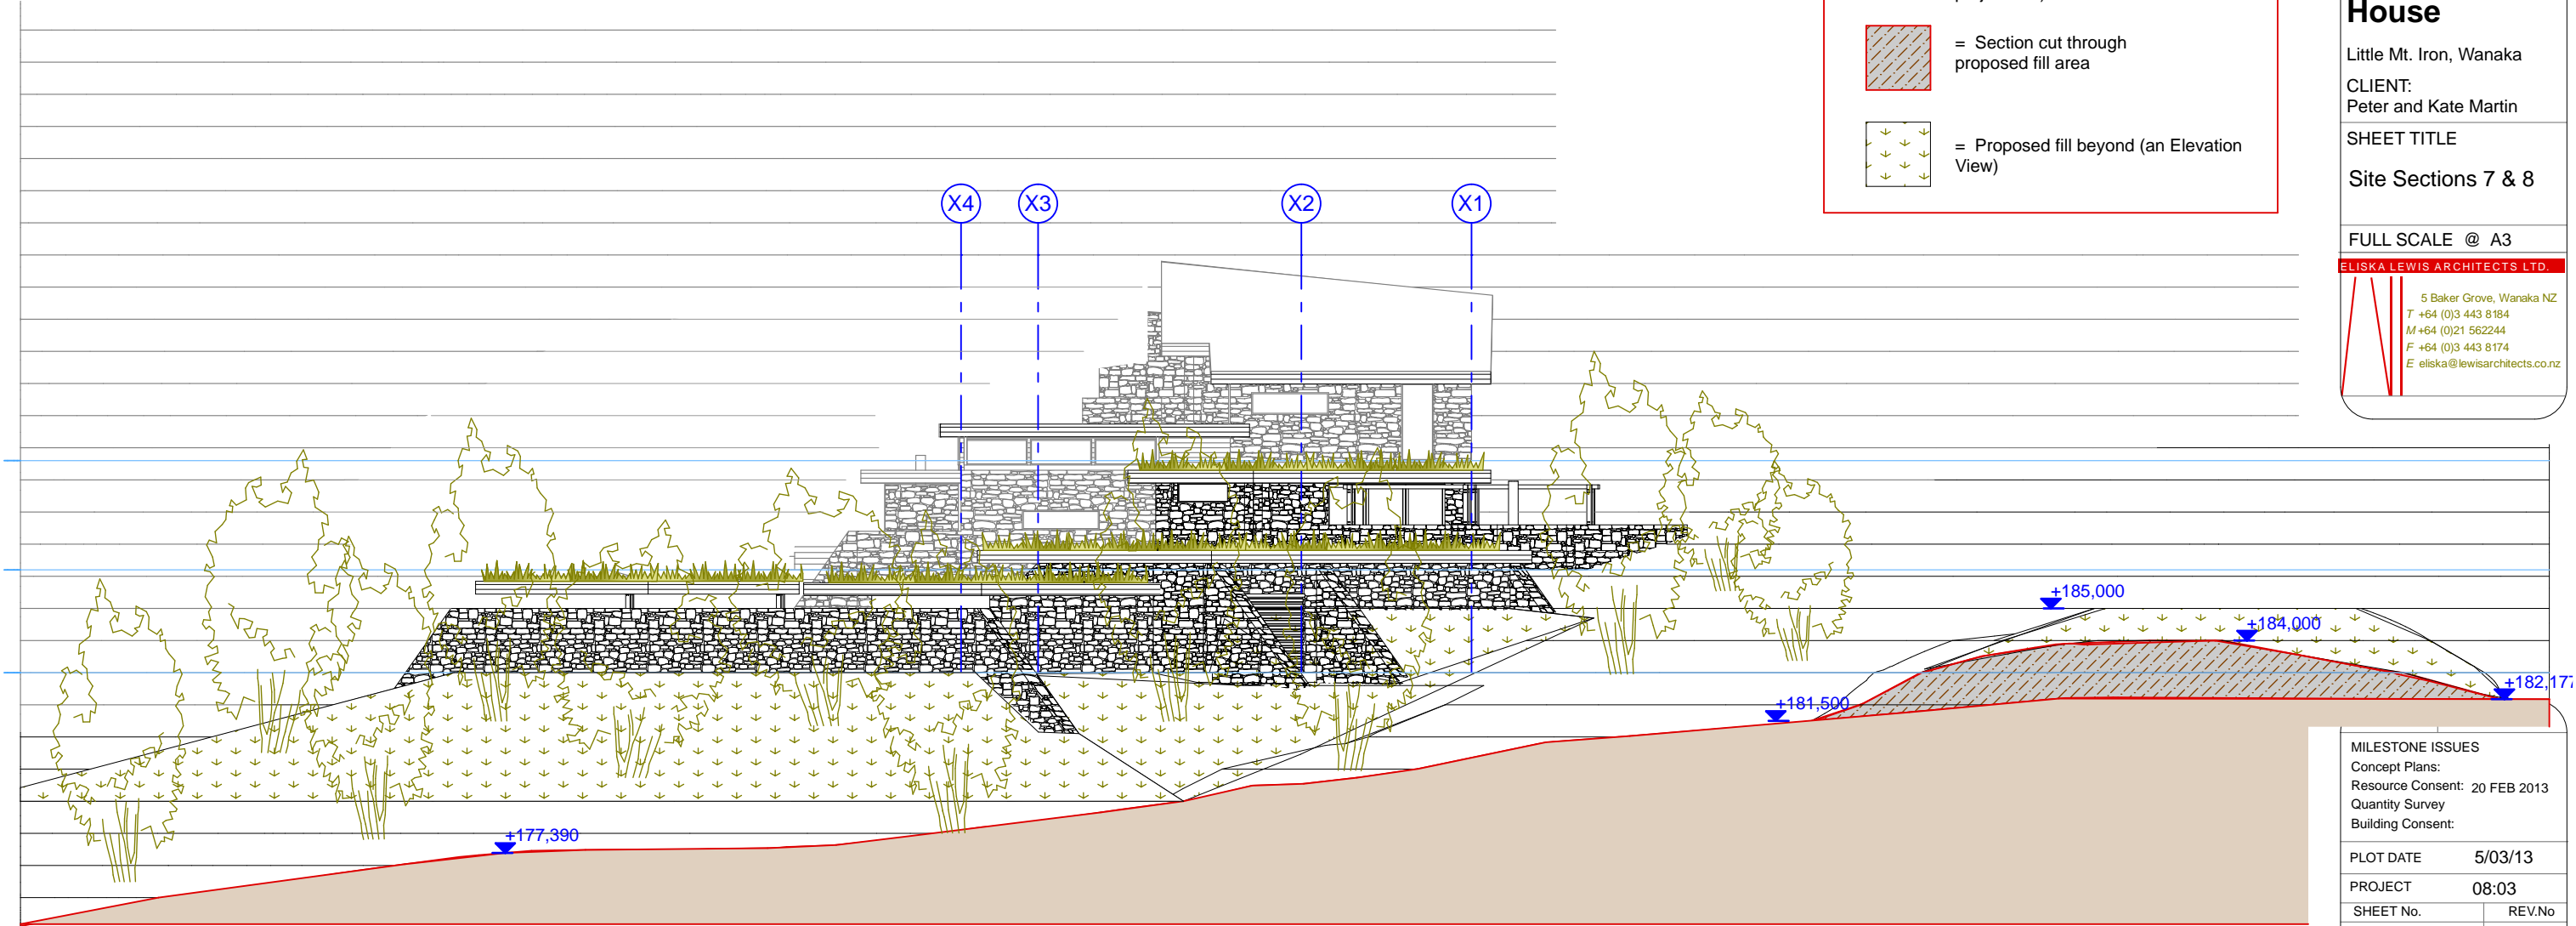 = Section cut through
proposed fill area
= Proposed fill beyond (an Elevation
View)
House
Little Mt. Iron, Wanaka
CLIENT:
Peter and Kate Martin
SHEET TITLE
Site Sections 7 & 8
FULL SCALE @ A3
ELISKA LEWIS ARCHITECTS LTD.
5 Baker Grove, Wanaka NZ
T +64 (0)3 443 8184
M +64 (0)21 562244
F +64 (0)3 443 8174
E eliska@lewisarchitects.co.nz
X4 X3 X2 X1
+185,000
+184,000
+182,177
+181,500
+177,390
MILESTONE ISSUES
Concept Plans:
Resource Consent: 20 FEB 2013
Quantity Survey
Building Consent:
PLOT DATE 5/03/13
PROJECT 08:03
SHEET No. REV.No